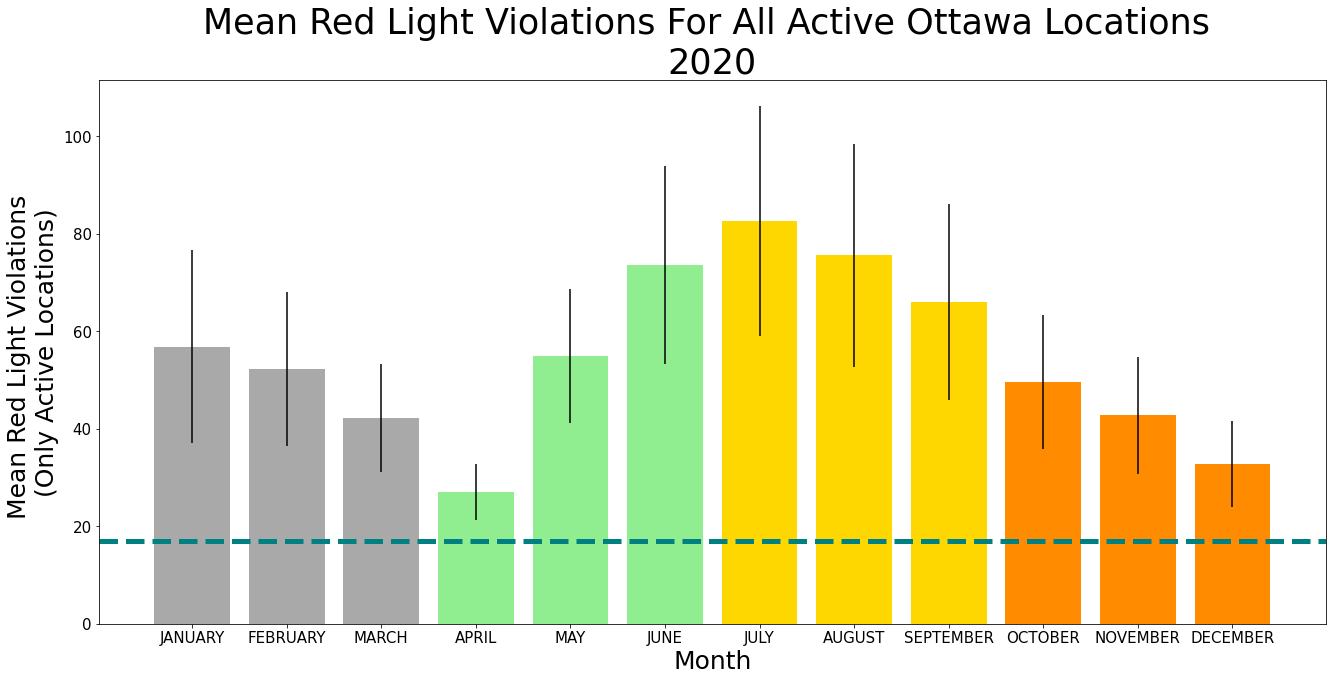 Mean Red Light Violations For All Active Ottawa Locations
2020
Mean Red Light Violations
(Only Active Locations)
100
80
60
40
20
0
JANUARY FEBRUARY MARCH APRIL MAY JUNE JULY AUGUST SEPTEMBER OCTOBER NOVEMBER DECEMBER
Month